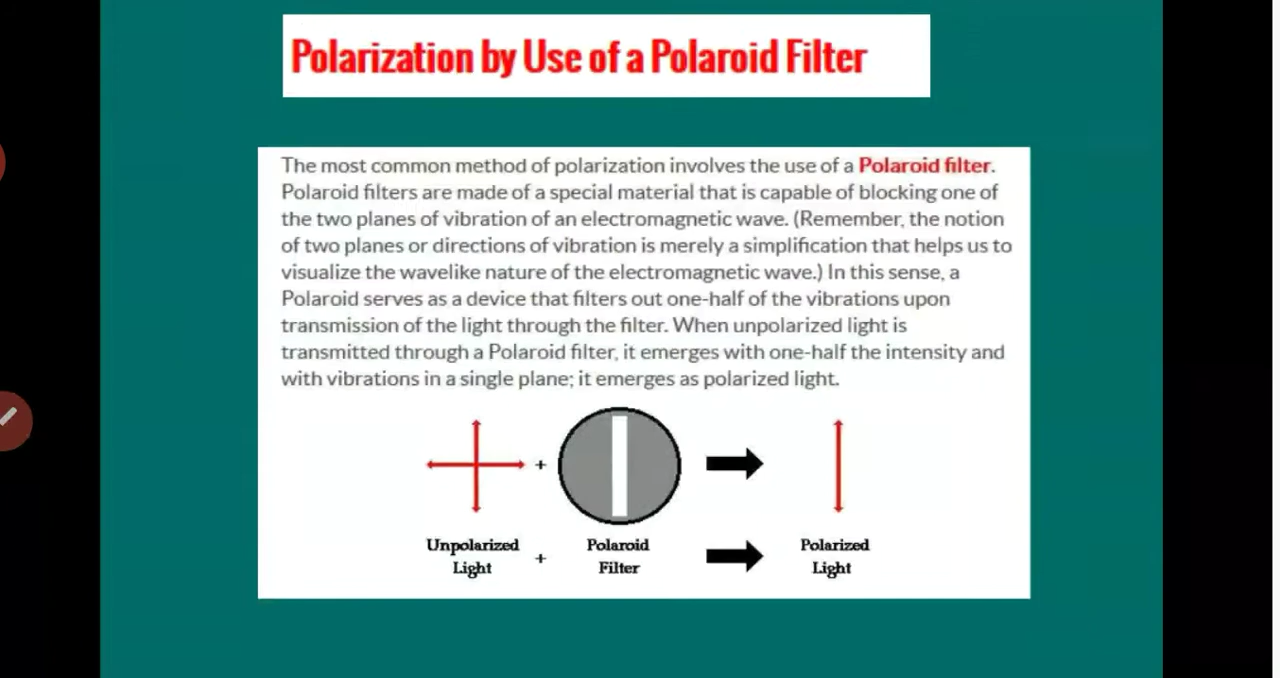 Polarization by Use of a Polaroid Filter
The most common method of polarization involves the use of a Polaroid filter.
Polaroid filters are made of a special material that is capable of blocking one of
the two planes of vibration of an electromagnetic wave. (Remember, the notion
of two planes or directions of vibration is merely a simplification that helps us to
visualize the wavelike nature of the electromagnetic wave.) In this sense, a
Polaroid serves as a device that filters out one-half of the vibrations upon
transmission of the light through the filter. When unpolarized light is
transmitted through a Polaroid filter, it emerges with one-half the intensity and
with vibrations in a single plane; it emerges as polarized light.
+
Unpolarized Light + Polaroid Filter Polarized Light